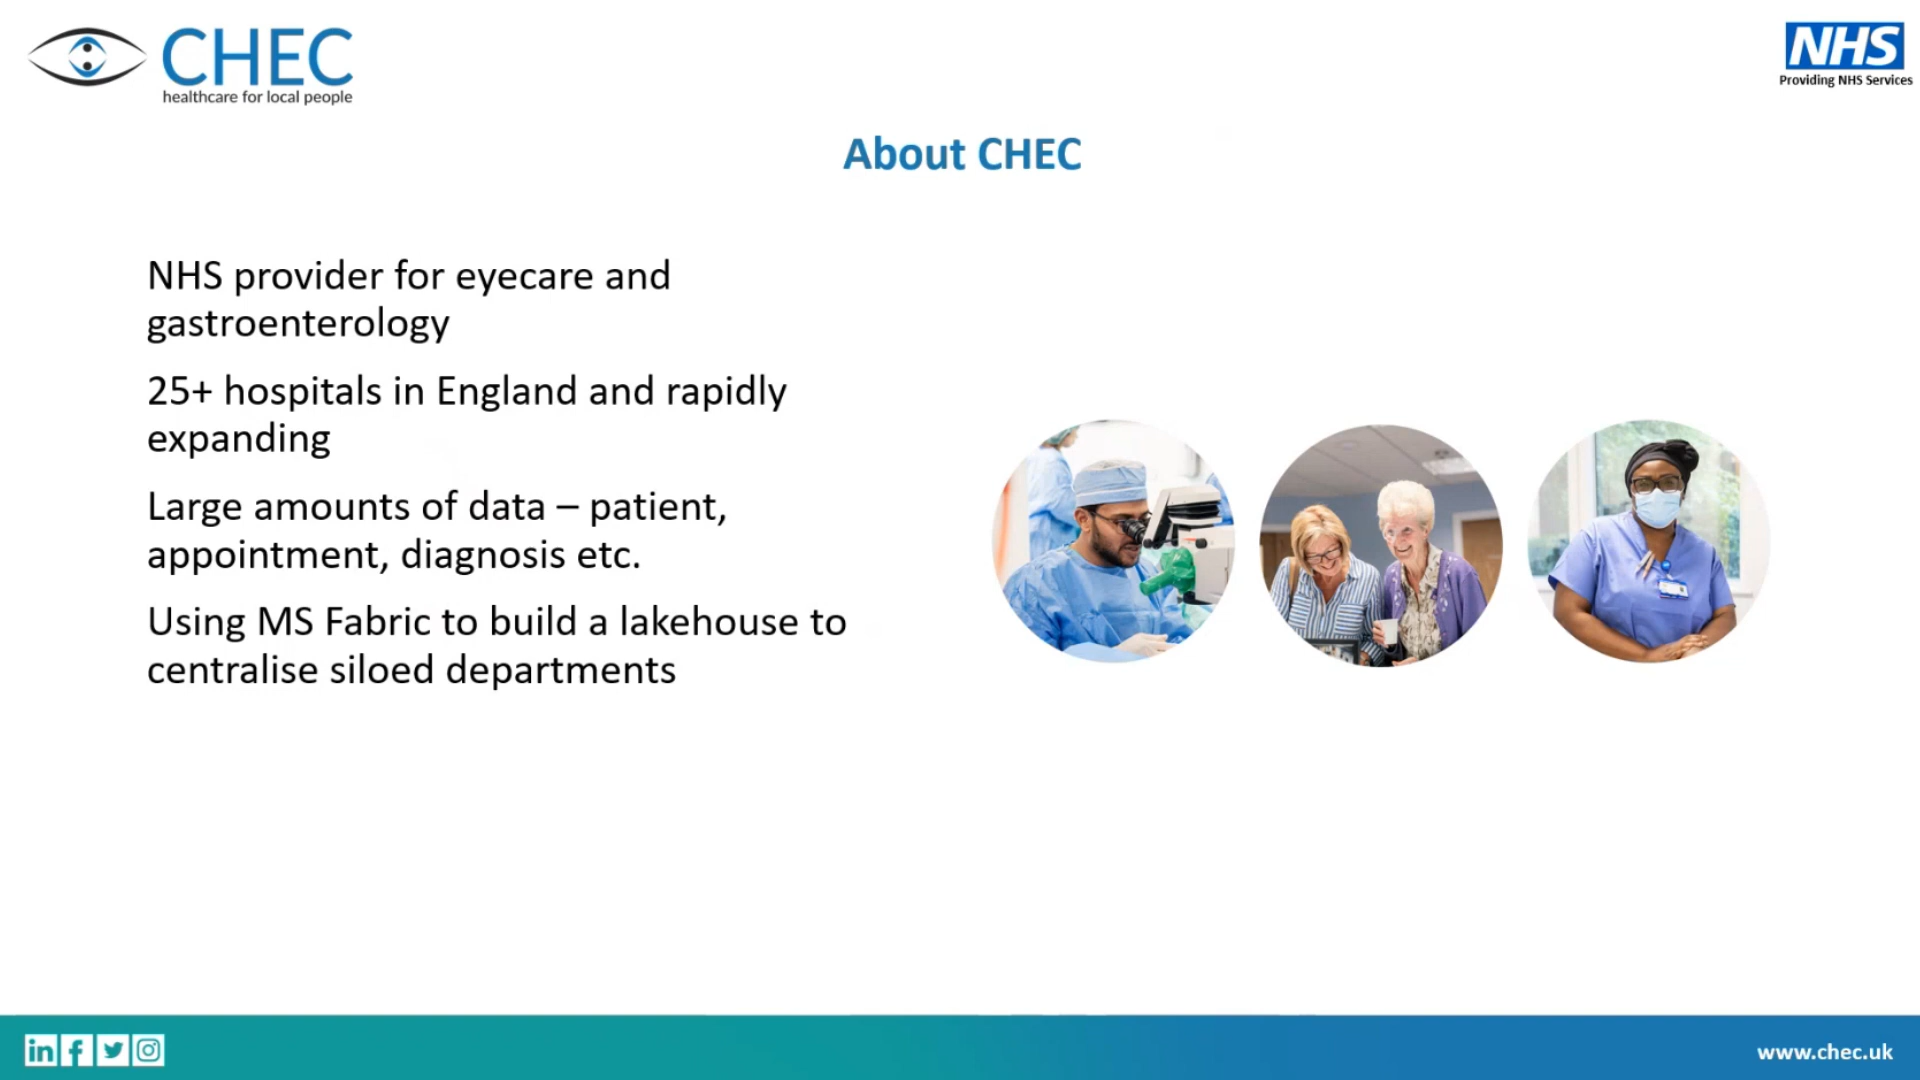 CHEC
healthcare for local people
NHS
Providing NHS Services
About CHEC
NHS provider for eyecare and
gastroenterology
25+ hospitals in England and rapidly
expanding
Large amounts of data – patient,
appointment, diagnosis etc.
Using MS Fabric to build a lakehouse to
centralise siloed departments
in
f
www.chec.uk